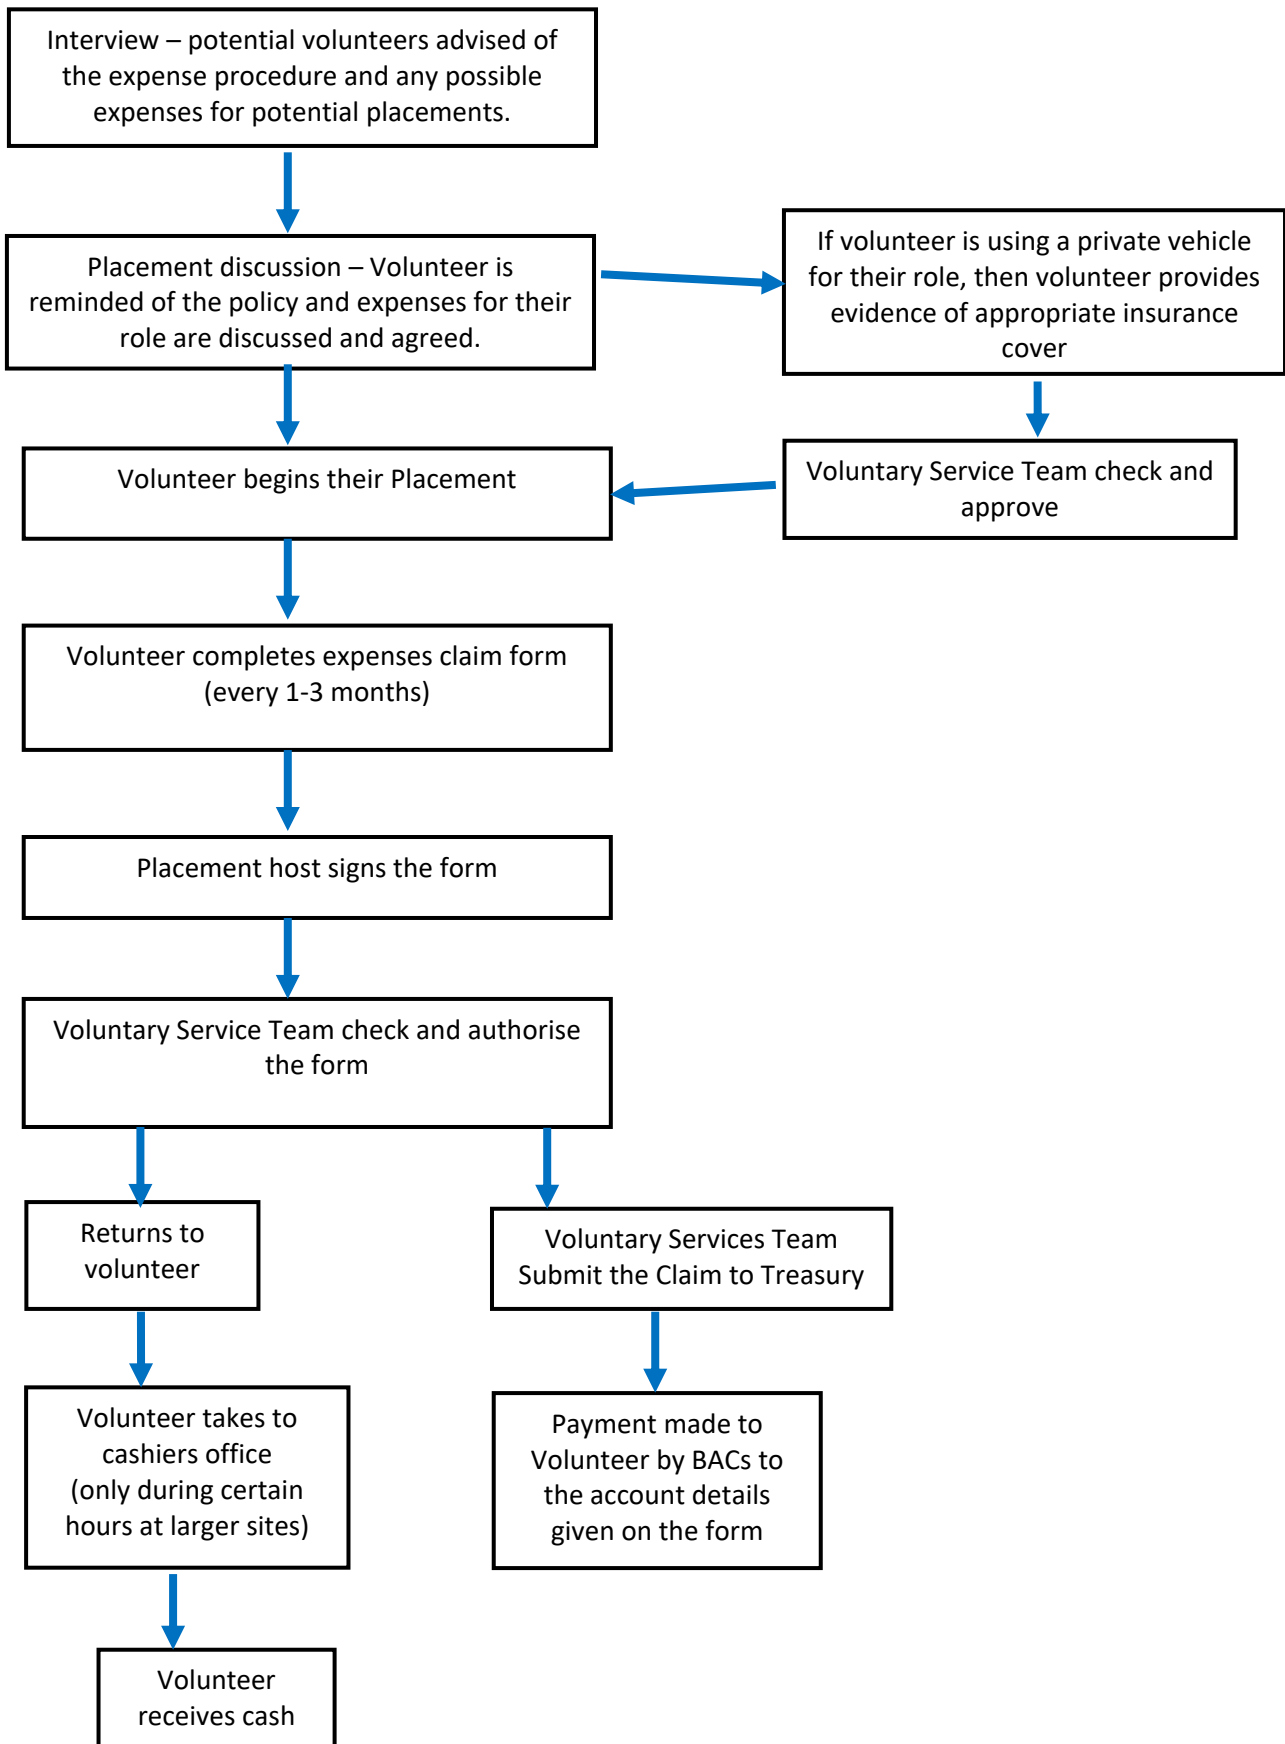 Interview – potential volunteers advised of
the expense procedure and any possible
expenses for potential placements.
Placement discussion – Volunteer is
reminded of the policy and expenses for their
role are discussed and agreed.
If volunteer is using a private vehicle
for their role, then volunteer provides
evidence of appropriate insurance
cover
Volunteer begins their Placement
Voluntary Service Team check and
approve
Volunteer completes expenses claim form
(every 1-3 months)
Placement host signs the form
Voluntary Service Team check and authorise
the form
Returns to
volunteer
Voluntary Services Team
Submit the Claim to Treasury
Volunteer takes to
cashiers office
(only during certain
hours at larger sites)
Payment made to
Volunteer by BACs to
the account details
given on the form
Volunteer
receives cash